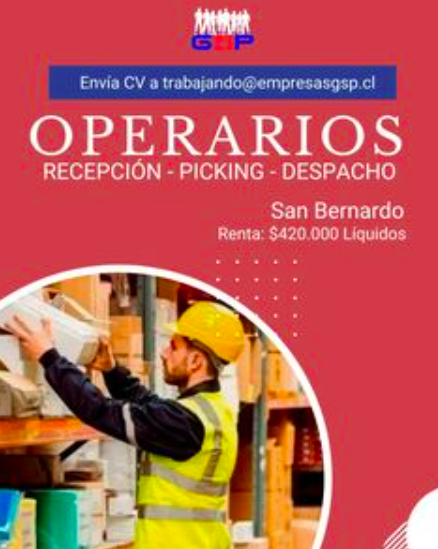 GSP
Envía CV a trabajando@empresasgsp.cl
OPERARIOS
RECEPCIÓN - PICKING - DESPACHO
San Bernardo
Renta: $420.000 Líquidos